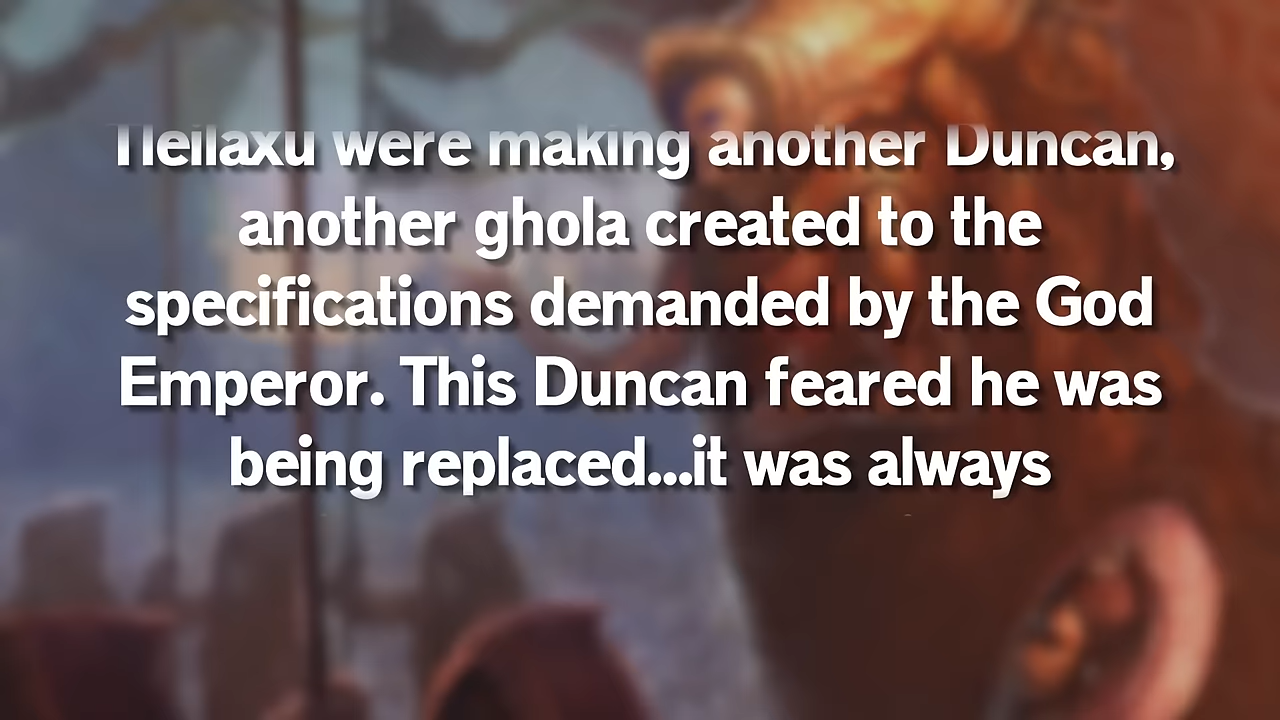 Tleilaxu were making another Duncan,
another ghola created to the
specifications demanded by the God
Emperor. This Duncan feared he was
being replaced...it was always